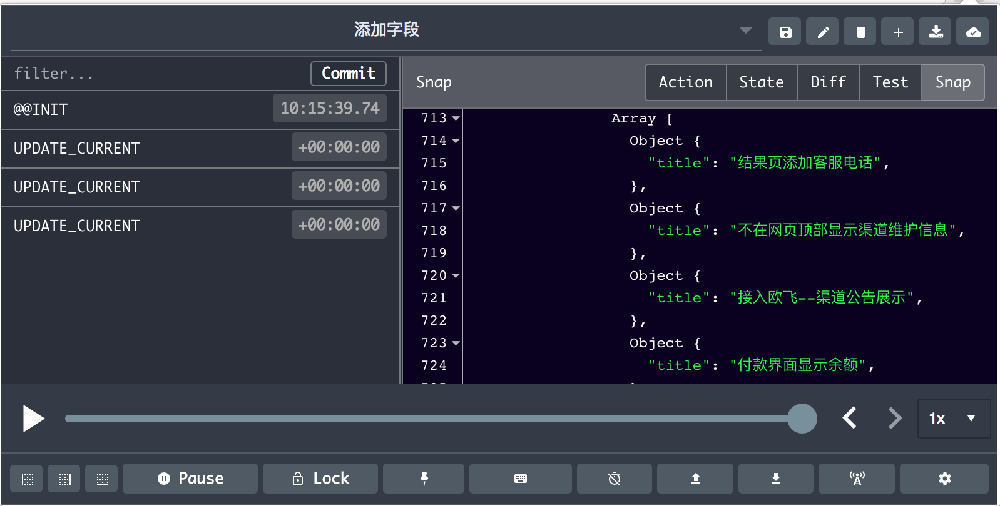 添加字段
filter...
Commit
Snap
Action
State
Diff
Test
Snap
@@INIT
10:15:39.74
UPDATE_CURRENT
+00:00:00
UPDATE_CURRENT
+00:00:00
UPDATE_CURRENT
+00:00:00
713 Array [
714 Object {
715 "title": "结果页添加客服电话",
716 },
717 Object {
718 "title": "不在网页顶部显示渠道维护信息",
719 },
720 Object {
721 "title": "接入欧飞--渠道公告展示",
722 },
723 Object {
724 "title": "付款界面显示余额",
1x
Pause
Lock